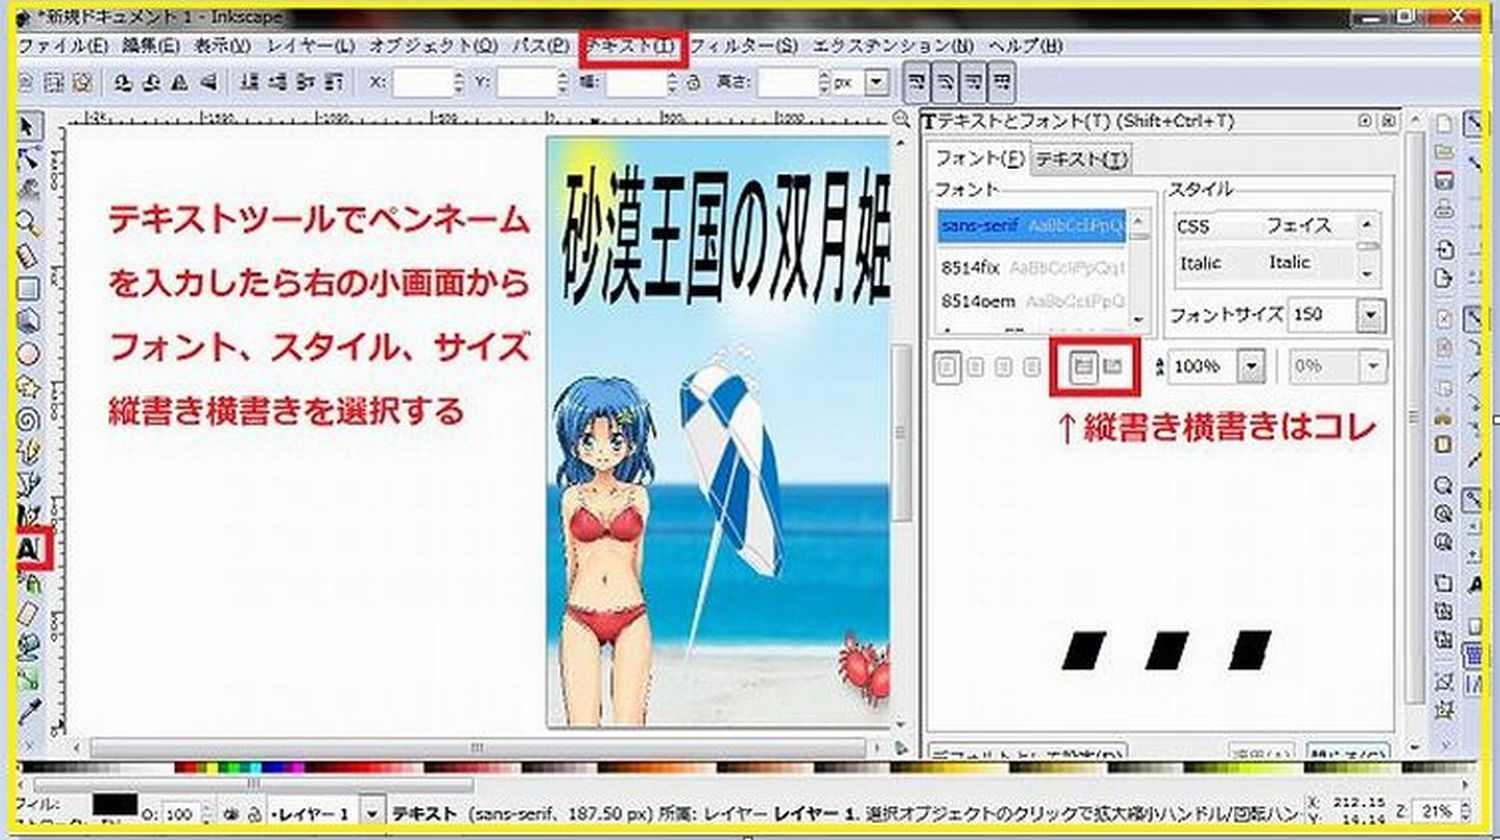 *新規ドキュメント 1 - Inkscape
ファイル(F) 編集(E) 表示(V) レイヤー(L) オブジェクト(O) パス(P) テキスト(T) フィルター(S) エクステンション(N) ヘルプ(H)
X: Y: 幅: 高さ: px
テキストとフォント(T) (Shift+Ctrl+T)
フォント(F) テキスト(T)
フォント スタイル
sans-serif AaBbCcIiPpQq CSS フェイス
8514fix AaBbCcIiPpQq Italic Italic
8514oem AaBbCcIiPpQ フォントサイズ 150
100% 0%
↑縦書き横書きはコレ
テキストツールでペンネーム
を入力したら右の小画面から
フォント、スタイル、サイズ
縦書き横書きを選択する
砂漠王国の双月姫
フィル:
O: 100 •レイヤー 1 テキスト (sans-serif、187.50 px) 所属: レイヤー レイヤー 1. 選択オブジェクトのクリックで拡大縮小ハンドル/回転ハン
X: 212.15
Y: 14.14
Z: 21%